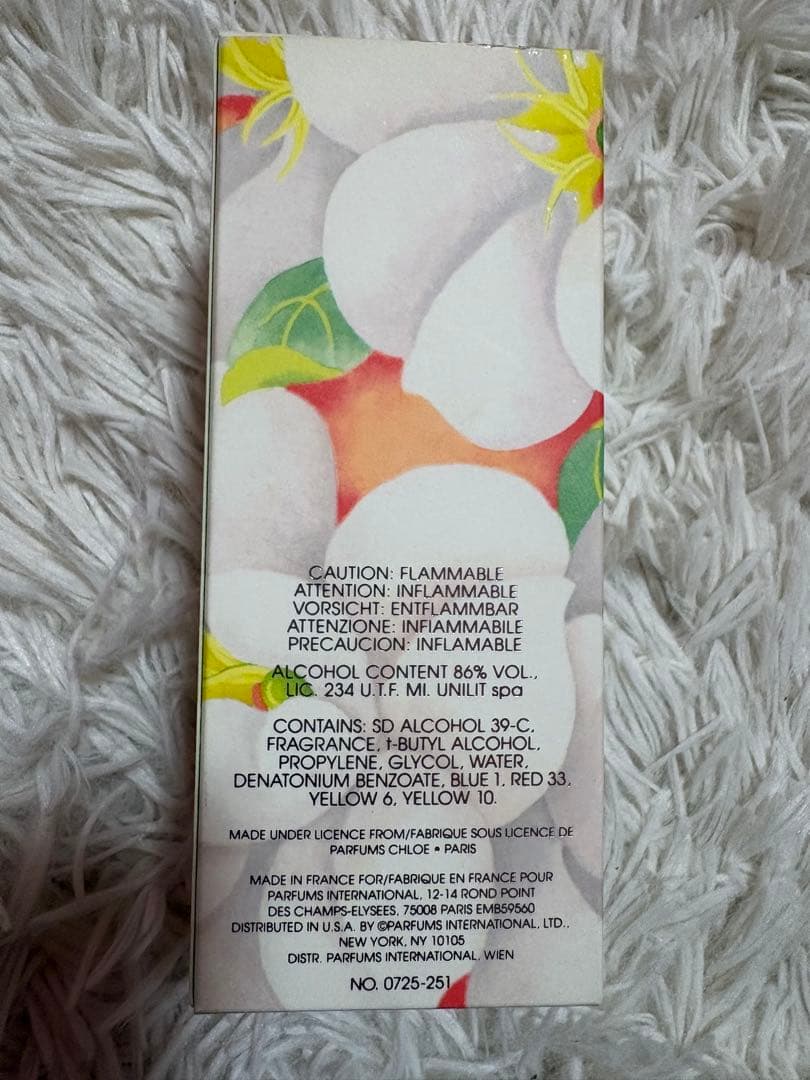 CAUTION: FLAMMABLE
ATTENTION: INFLAMMABLE
VORSICHT: ENTFLAMMBAR
ATTENZIONE: INFIAMMABILE
PRECAUCION: INFLAMABLE
ALCOHOL CONTENT 86% VOL.,
LIC. 234 U.T.F. MI. UNILIT spa
CONTAINS: SD ALCOHOL 39-C,
FRAGRANCE, t-BUTYL ALCOHOL,
PROPYLENE, GLYCOL, WATER,
DENATONIUM BENZOATE, BLUE 1, RED 33,
YELLOW 6, YELLOW 10.
MADE UNDER LICENCE FROM/FABRIQUE SOUS LICENCE DE
PARFUMS CHLOE • PARIS
MADE IN FRANCE FOR/FABRIQUE EN FRANCE POUR
PARFUMS INTERNATIONAL, 12-14 ROND POINT
DES CHAMPS-ELYSEES, 75008 PARIS EMB59560
DISTRIBUTED IN U.S.A. BY ©PARFUMS INTERNATIONAL, LTD.,
NEW YORK, NY 10105
DISTR. PARFUMS INTERNATIONAL, WIEN
NO. 0725-251